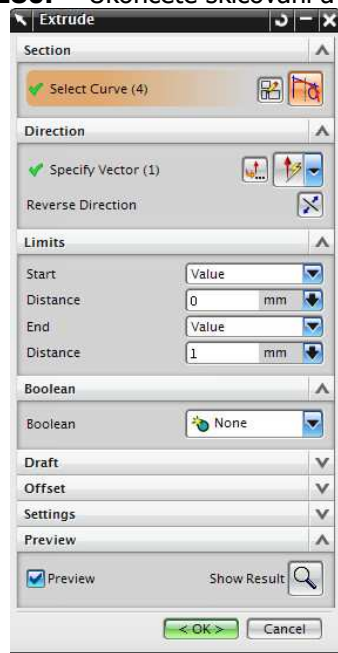 Extrude
Section
Select Curve (4)
Direction
Specify Vector (1)
Reverse Direction
Limits
Start Value
Distance 0 mm
End Value
Distance 1 mm
Boolean
Boolean None
Draft
Offset
Settings
Preview
Preview Show Result
< OK > Cancel